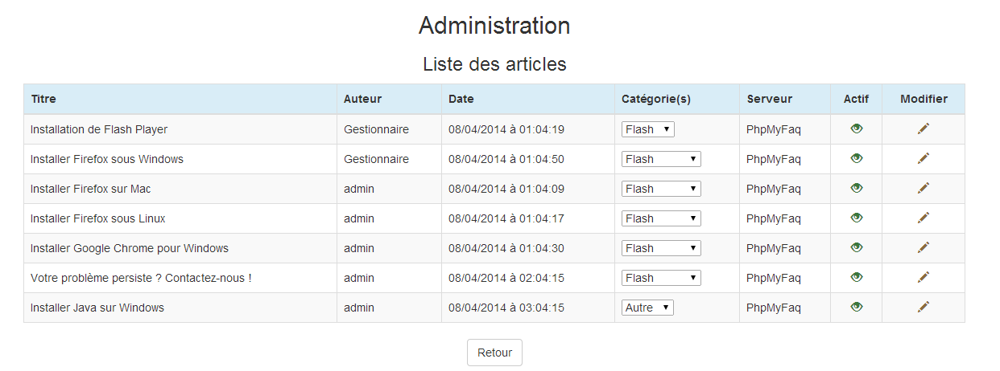 Administration
Liste des articles
Titre Auteur Date Catégorie(s) Serveur Actif Modifier
Installation de Flash Player Gestionnaire 08/04/2014 à 01:04:19 Flash PhpMyFaq
Installer Firefox sous Windows Gestionnaire 08/04/2014 à 01:04:50 Flash PhpMyFaq
Installer Firefox sur Mac admin 08/04/2014 à 01:04:09 Flash PhpMyFaq
Installer Firefox sous Linux admin 08/04/2014 à 01:04:17 Flash PhpMyFaq
Installer Google Chrome pour Windows admin 08/04/2014 à 01:04:30 Flash PhpMyFaq
Votre problème persiste ? Contactez-nous ! admin 08/04/2014 à 02:04:15 Flash PhpMyFaq
Installer Java sur Windows admin 08/04/2014 à 03:04:15 Autre PhpMyFaq
Retour